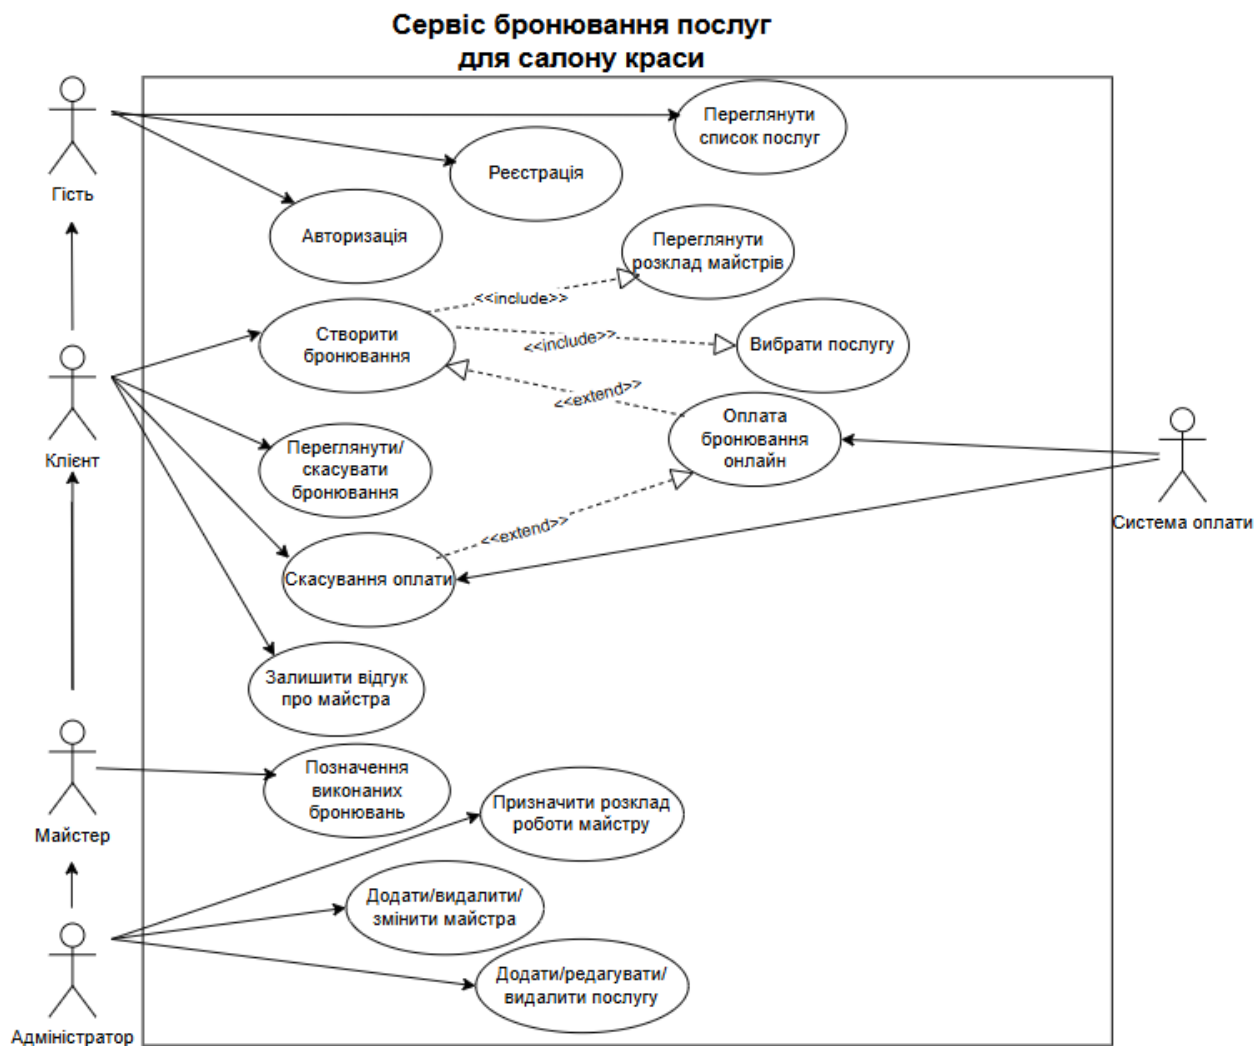 Сервіс бронювання послуг
для салону краси
Гість
Переглянути
список послуг
Реєстрація
Авторизація
Переглянути
розклад майстрів
<<include>>
Створити
бронювання
<<include>>
Вибрати послугу
<<extend>>
Оплата
бронювання
онлайн
Клієнт
Переглянути/
скасувати
бронювання
Система оплати
<<extend>>
Скасування оплати
Залишити відгук
про майстра
Майстер
Позначення
виконаних
бронювань
Призначити розклад
роботи майстру
Додати/видалити/
змінити майстра
Додати/редагувати/
видалити послугу
Адміністратор